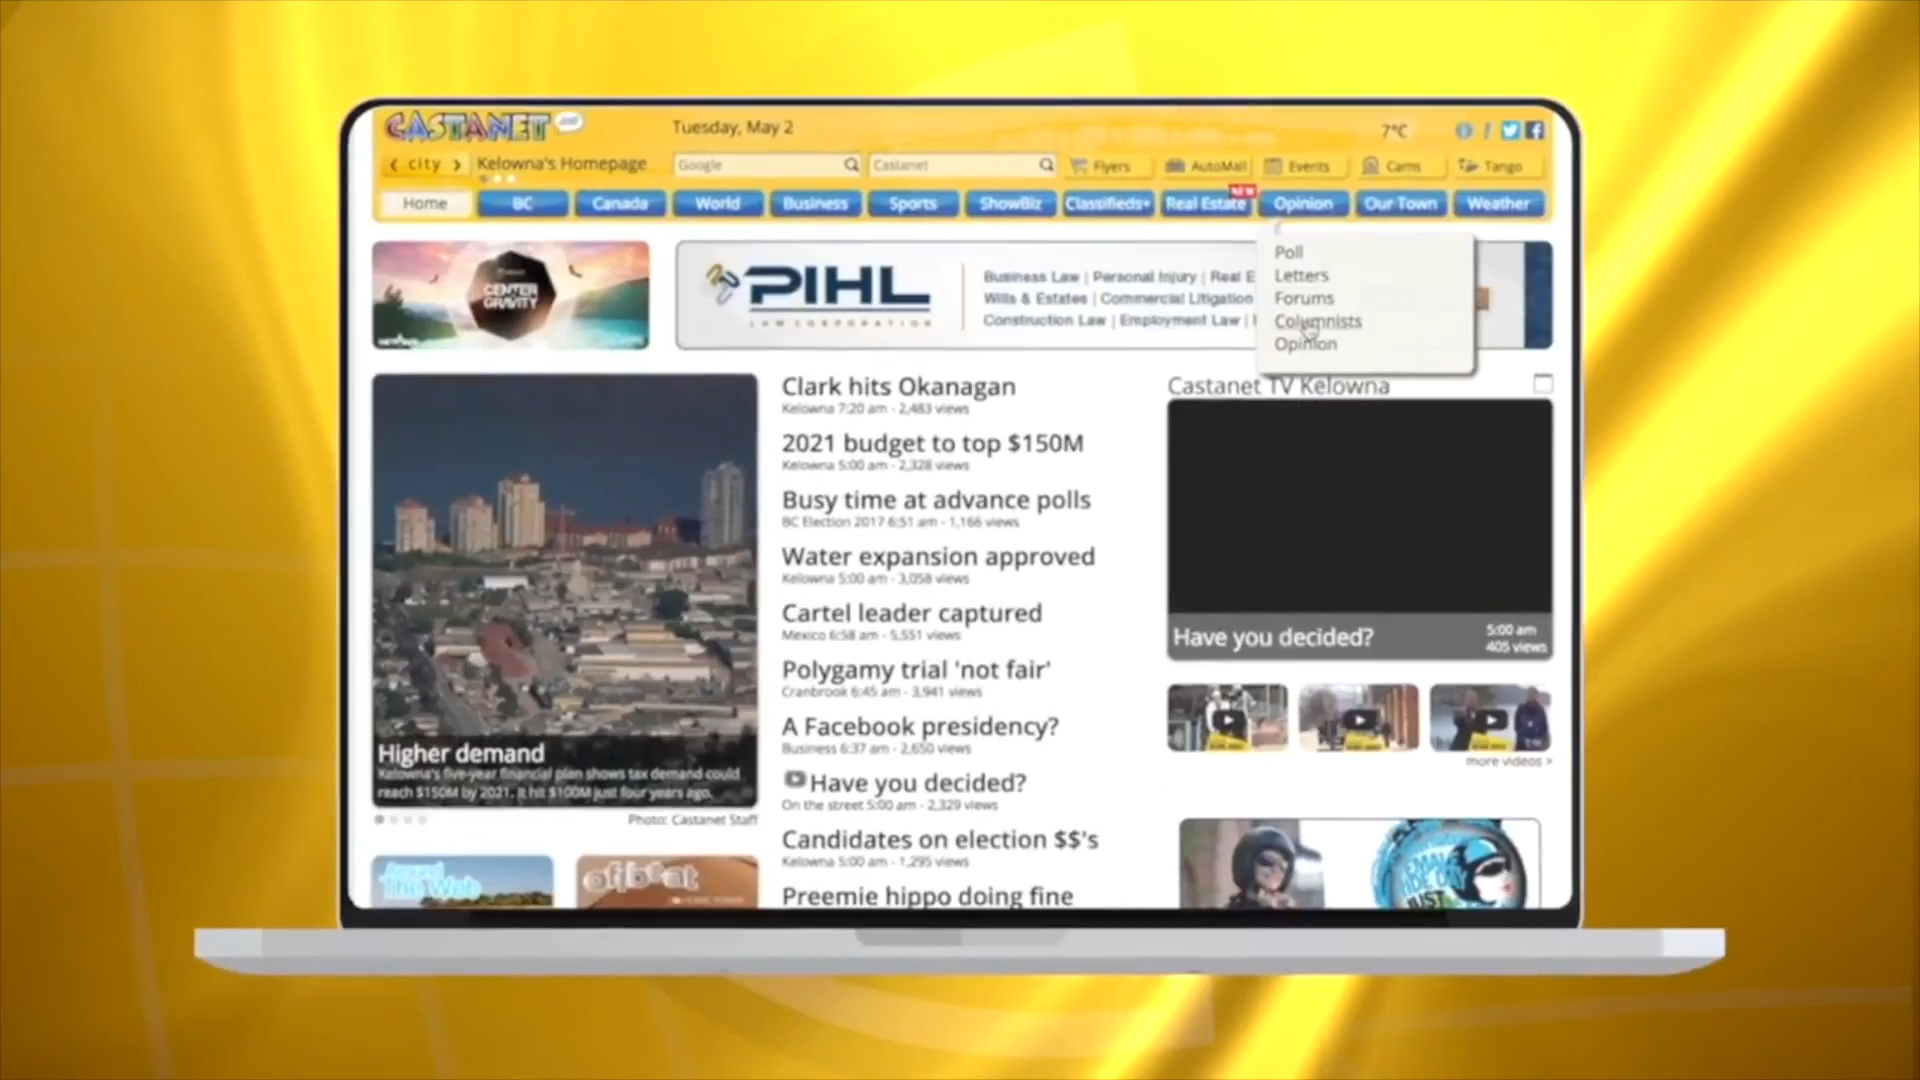 CASTANET .net
Tuesday, May 2
7°C
< city > Kelowna's Homepage
Google
Castanet
Flyers
AutoMall
Events
Cams
Tango
NEW
Home
BC
Canada
World
Business
Sports
ShowBiz
Classifieds+
Real Estate
Opinion
Our Town
Weather
Poll
Letters
Forums
Columnists
Opinion
CENTER
GRAVITY
PIHL
LAW CORPORATION
Business Law | Personal Injury | Real E
Wills & Estates | Commercial Litigation
Construction Law | Employment Law |
Higher demand
Kelowna's five-year financial plan shows tax demand could
reach $150M by 2021. It hit $100M just four years ago.
Photo: Castanet Staff
Around
The Web
offbeat
Clark hits Okanagan
Kelowna 7:20 am - 2,483 views
2021 budget to top $150M
Kelowna 5:00 am - 2,328 views
Busy time at advance polls
BC Election 2017 6:51 am - 1,166 views
Water expansion approved
Kelowna 5:00 am - 3,058 views
Cartel leader captured
Mexico 6:58 am - 5,551 views
Polygamy trial 'not fair'
Cranbrook 6:45 am - 3,941 views
A Facebook presidency?
Business 6:37 am - 2,650 views
Have you decided?
On the street 5:00 am - 2,329 views
Candidates on election $$'s
Kelowna 5:00 am - 1,295 views
Preemie hippo doing fine
Castanet TV Kelowna
Have you decided?
5:00 am
405 views
more videos >
JUST